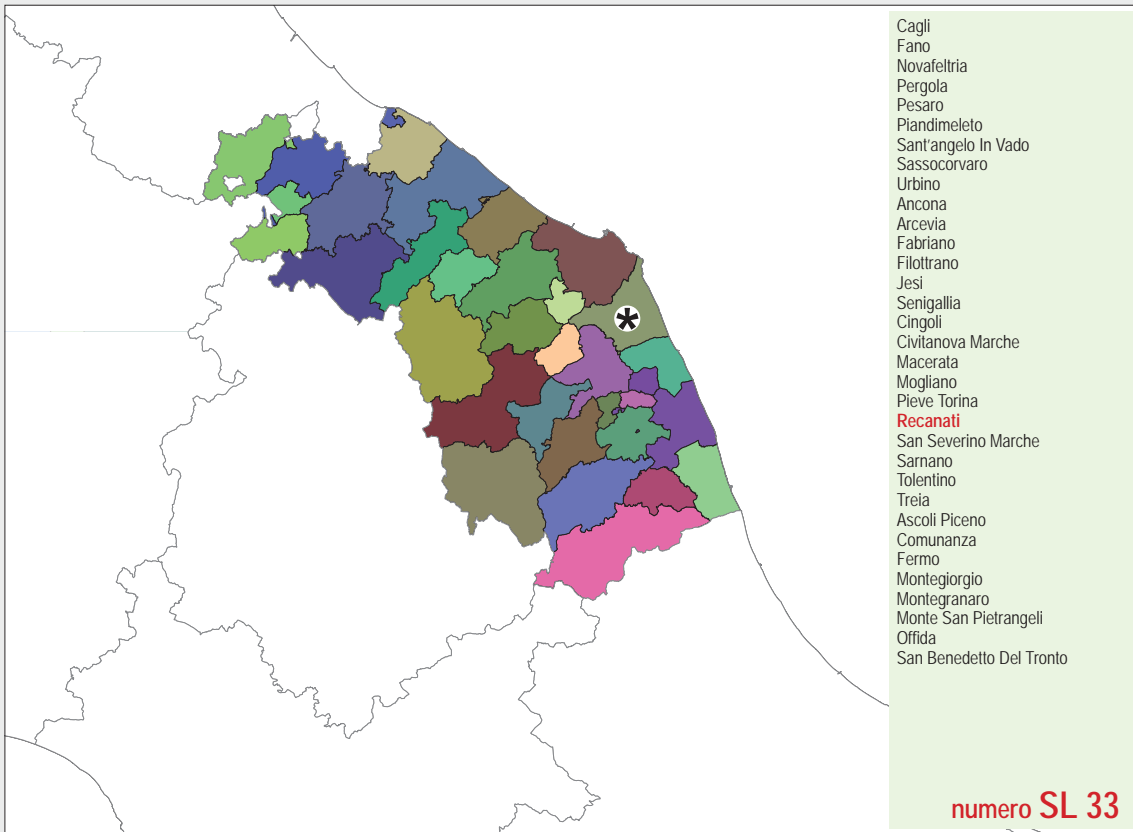 Cagli
Fano
Novafeltria
Pergola
Pesaro
Piandimeleto
Sant'angelo In Vado
Sassocorvaro
Urbino
Ancona
Arcevia
Fabriano
Filottrano
Jesi
Senigallia
Cingoli
Civitanova Marche
Macerata
Mogliano
Pieve Torina
Recanati
San Severino Marche
Sarnano
Tolentino
Treia
Ascoli Piceno
Comunanza
Fermo
Montegiorgio
Montegranaro
Monte San Pietrangeli
Offida
San Benedetto Del Tronto
numero SL 33